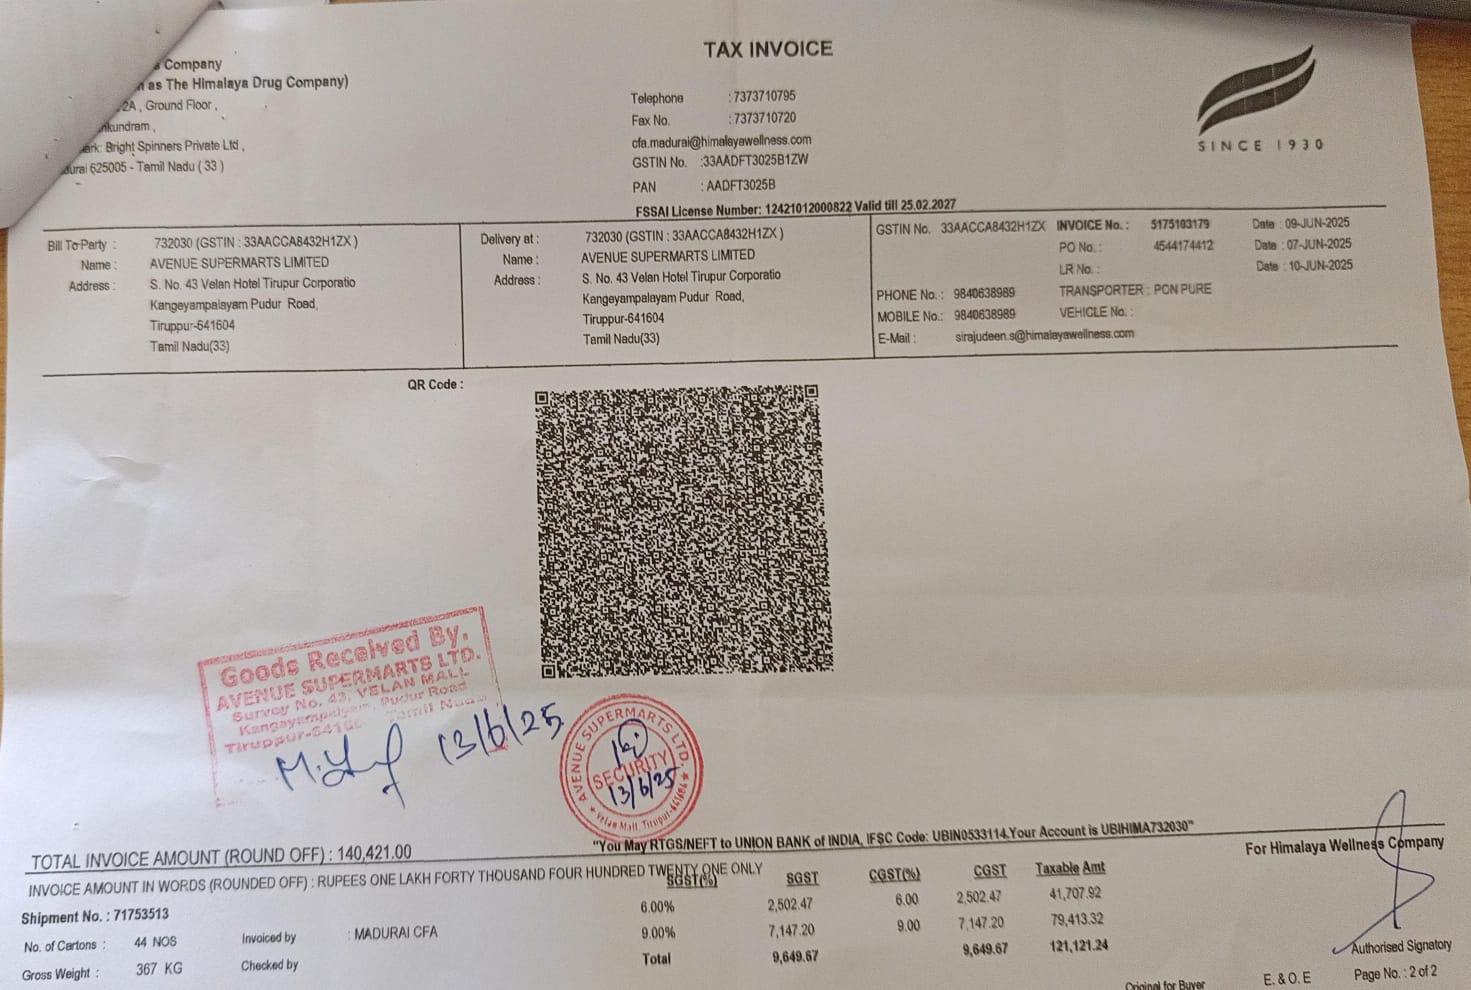 TAX INVOICE
Company
as The Himalaya Drug Company)
2A , Ground Floor ,
Bright Spinners Private Ltd ,
625005 - Tamil Nadu ( 33 )
Telephone : 7373710795
Fax No. : 7373710720
cfa.madurai@himalayawellness.com
GSTIN No. :33AADFT3025B1ZW
PAN : AADFT3025B
FSSAI License Number: 12421012000822 Valid till 25.02.2027
SINCE 1930
Bill To Party : 732030 (GSTIN : 33AACCA8432H1ZX )
Name : AVENUE SUPERMARTS LIMITED
Address : S. No. 43 Velan Hotel Tirupur Corporatio
Kangeyampalayam Pudur Road,
Tiruppur-641604
Tamil Nadu(33)
Delivery at : 732030 (GSTIN : 33AACCA8432H1ZX )
Name : AVENUE SUPERMARTS LIMITED
Address : S. No. 43 Velan Hotel Tirupur Corporatio
Kangeyampalayam Pudur Road,
Tiruppur-641604
Tamil Nadu(33)
GSTIN No. 33AACCA8432H1ZX INVOICE No. : 5175103179 Date : 09-JUN-2025
PO No. : 4544174412 Date : 07-JUN-2025
LR No. : Date : 10-JUN-2025
PHONE No. : 9840638989 TRANSPORTER : PON PURE
MOBILE No.: 9840638989 VEHICLE No. :
E-Mail : sirajudeen.s@himalayawellness.com
QR Code :
Goods Received By.
AVENUE SUPERMARTS LTD.
Survey No. 43, VELAN MALL
Kangayampalyam, Pudur Road
Tiruppur- Tamil
13/6/25
AVENUE SUPERMARTS LTD.
SECURITY
13/6/25
Velan Mall, Tirupur
"You May RTGS/NEFT to UNION BANK of INDIA, IFSC Code: UBIN0533114.Your Account is UBIHIMA732030"
TOTAL INVOICE AMOUNT (ROUND OFF) : 140,421.00
INVOICE AMOUNT IN WORDS (ROUNDED OFF) : RUPEES ONE LAKH FORTY THOUSAND FOUR HUNDRED TWENTY ONE ONLY
Shipment No. : 71753513
No. of Cartons : 44 NOS Invoiced by : MADURAI CFA
Gross Weight : 367 KG Checked by
SGST(%) SGST CGST(%) CGST Taxable Amt
6.00% 2,502.47 6.00 2,502.47 41,707.92
9.00% 7,147.20 9.00 7,147.20 79,413.32
Total 9,649.67 9,649.67 121,121.24
For Himalaya Wellness Company
Authorised Signatory
Original for Buyer E. & O. E Page No. : 2 of 2